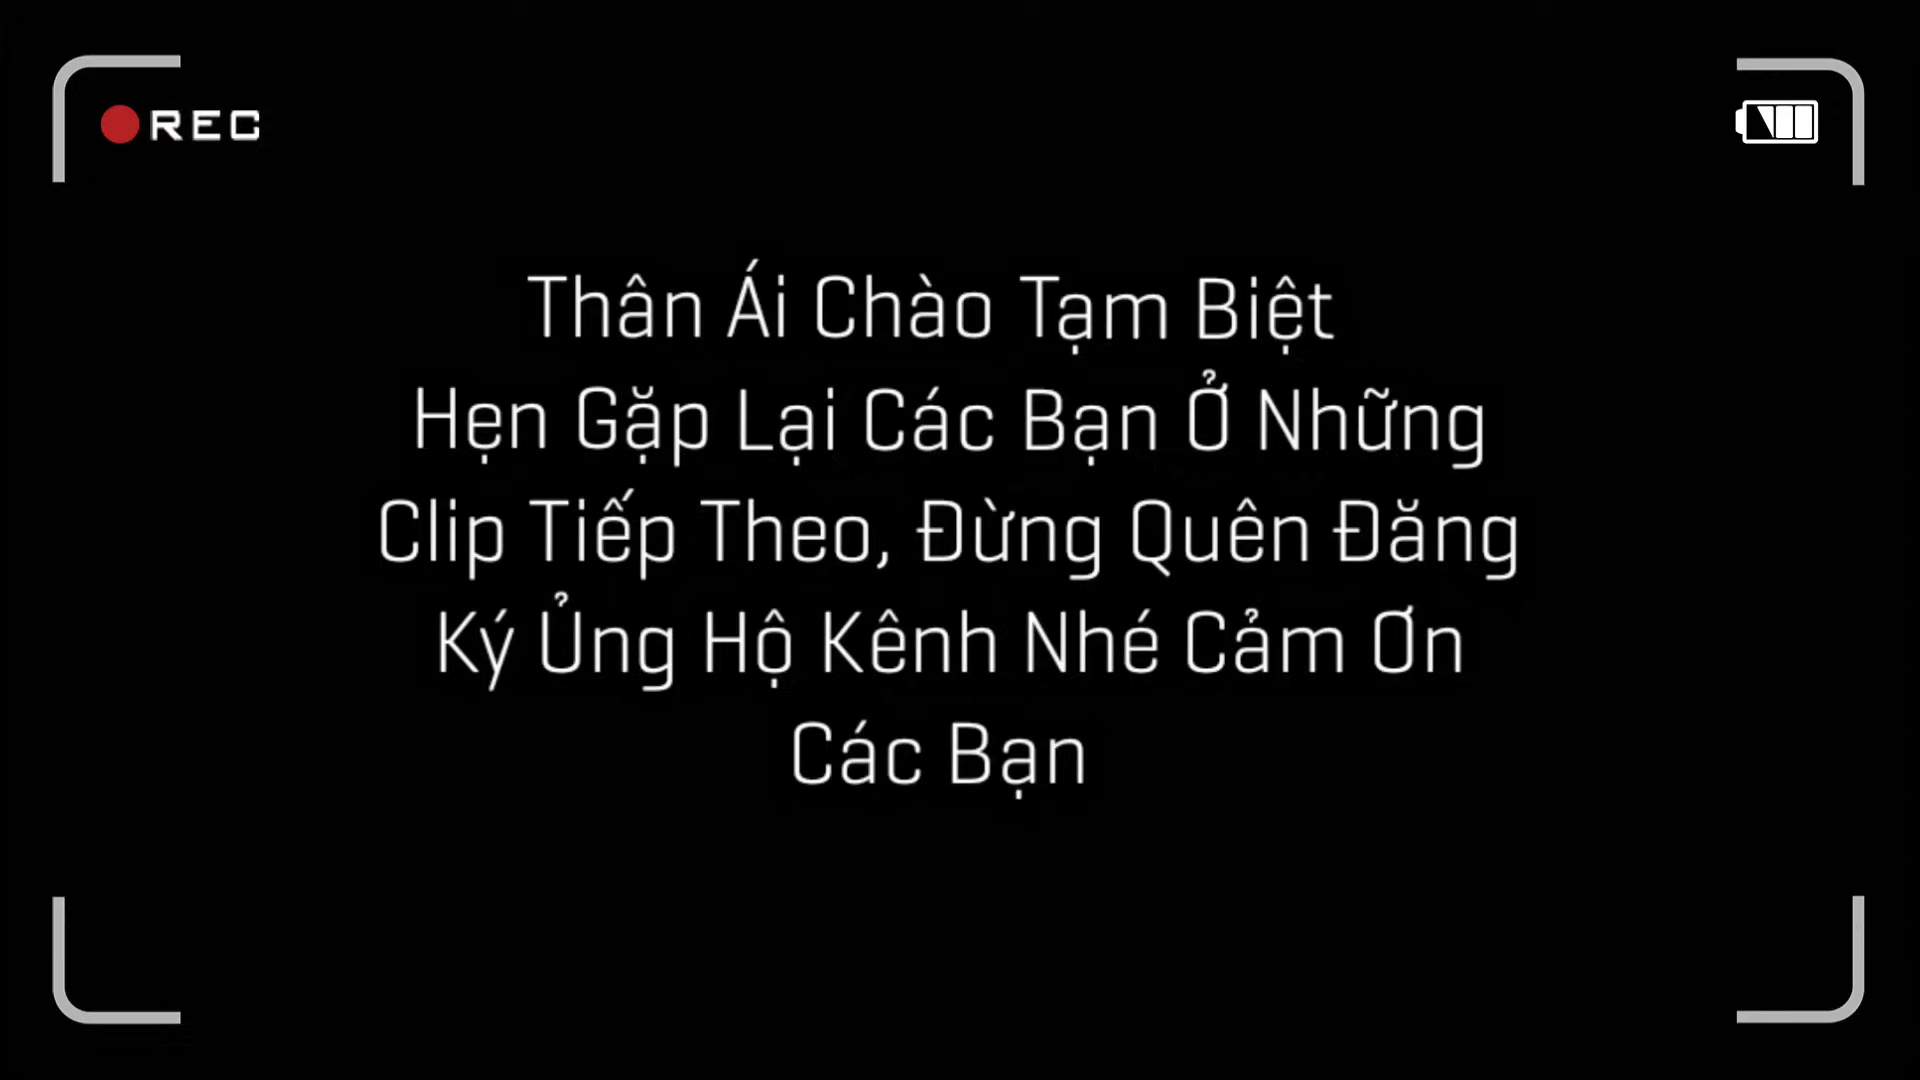 REC
Thân Ái Chào Tạm Biệt
Hẹn Gặp Lại Các Bạn Ở Những
Clip Tiếp Theo, Đừng Quên Đăng
Ký Ủng Hộ Kênh Nhé Cảm Ơn
Các Bạn